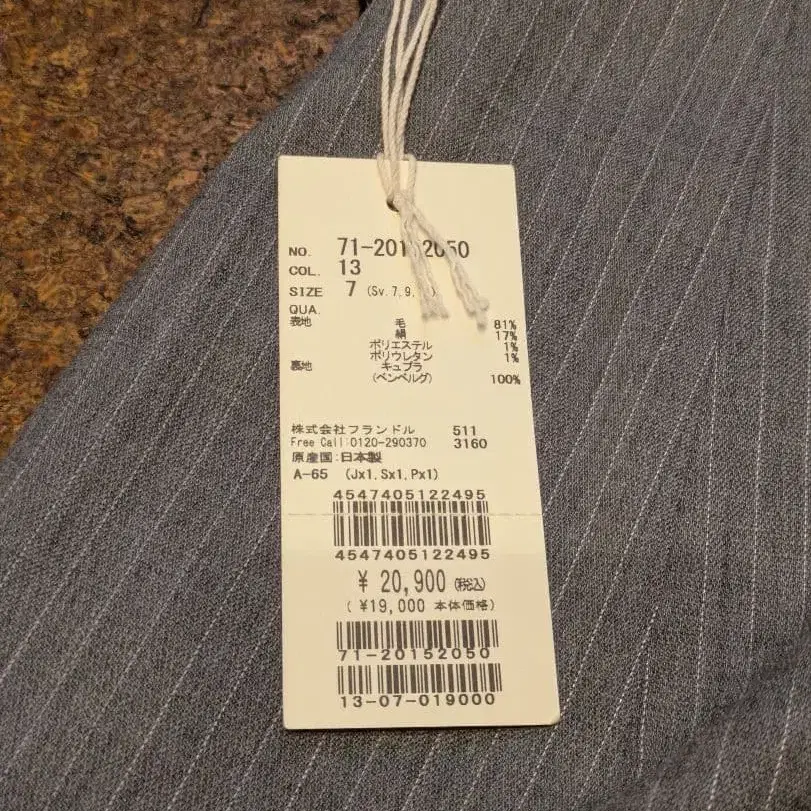 NO. 71-20152050
COL. 13
SIZE 7 (Sv.7,9,
QUA.
表地 毛 81%
絹 17%
ポリエステル 1%
ポリウレタン 1%
裏地 キュプラ
(ベンベルグ) 100%
株式会社フランドル 511
Free Call:0120-290370 3160
原産国:日本製
A-65 (Jx1,Sx1,Px1)
4547405122495
4547405122495
¥ 20,900 (税込)
( ¥19,000 本体価格)
71-20152050
13-07-019000